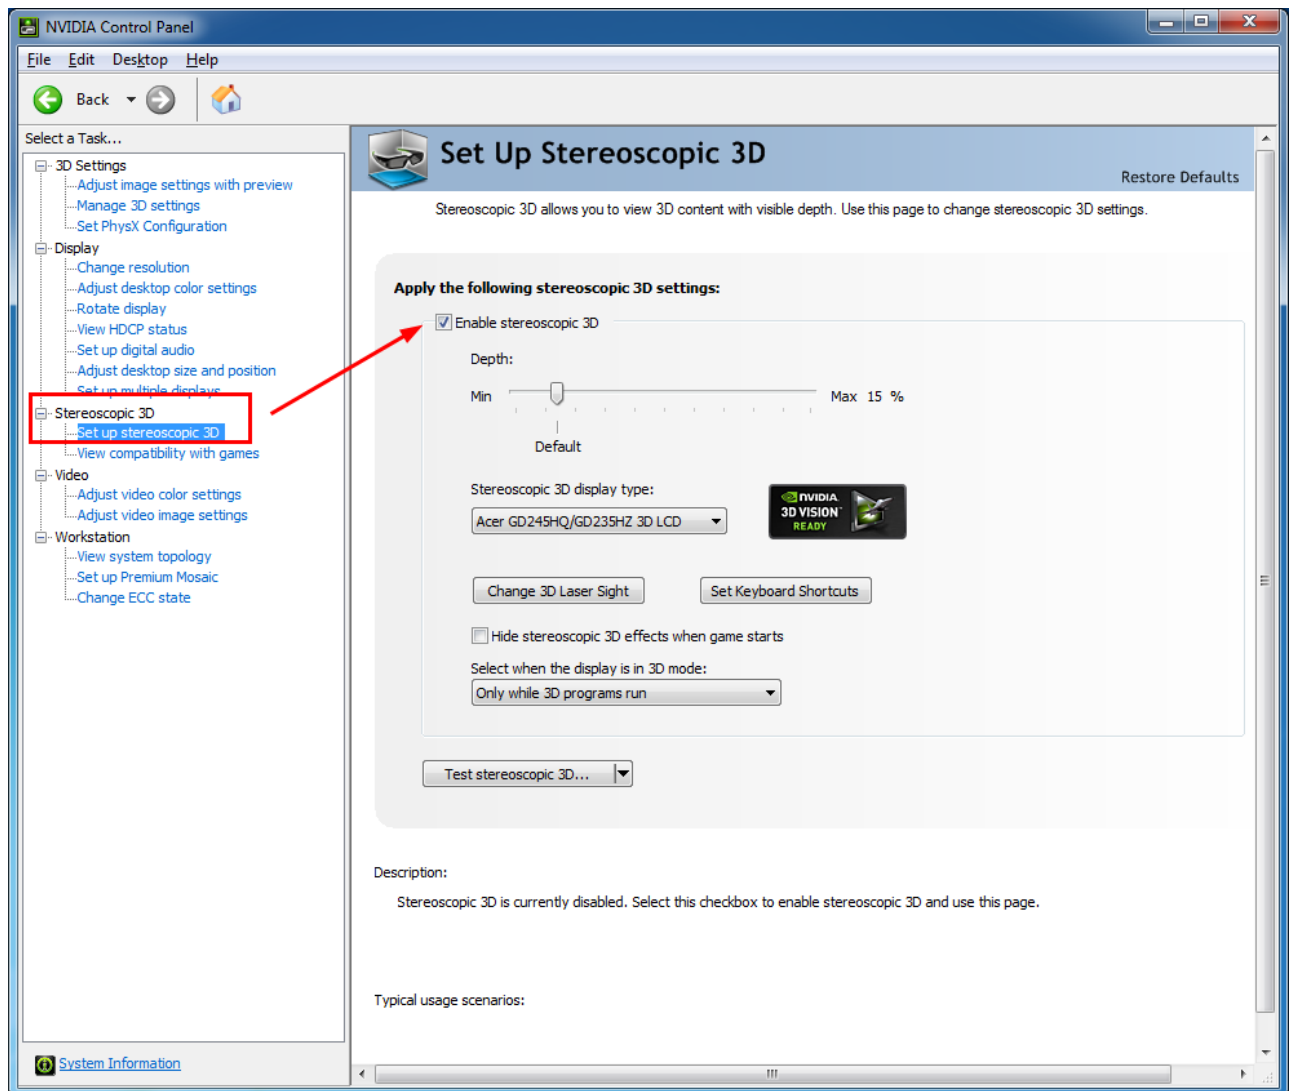 NVIDIA Control Panel
File Edit Desktop Help
Back
Select a Task...
3D Settings
Adjust image settings with preview
Manage 3D settings
Set PhysX Configuration
Display
Change resolution
Adjust desktop color settings
Rotate display
View HDCP status
Set up digital audio
Adjust desktop size and position
Set up multiple displays
Stereoscopic 3D
Set up stereoscopic 3D
View compatibility with games
Video
Adjust video color settings
Adjust video image settings
Workstation
View system topology
Set up Premium Mosaic
Change ECC state
System Information
Set Up Stereoscopic 3D
Restore Defaults
Stereoscopic 3D allows you to view 3D content with visible depth. Use this page to change stereoscopic 3D settings.
Apply the following stereoscopic 3D settings:
Enable stereoscopic 3D
Depth:
Min Max 15 %
Default
Stereoscopic 3D display type:
Acer GD245HQ/GD235HZ 3D LCD
NVIDIA
3D VISION
READY
Change 3D Laser Sight Set Keyboard Shortcuts
Hide stereoscopic 3D effects when game starts
Select when the display is in 3D mode:
Only while 3D programs run
Test stereoscopic 3D...
Description:
Stereoscopic 3D is currently disabled. Select this checkbox to enable stereoscopic 3D and use this page.
Typical usage scenarios: